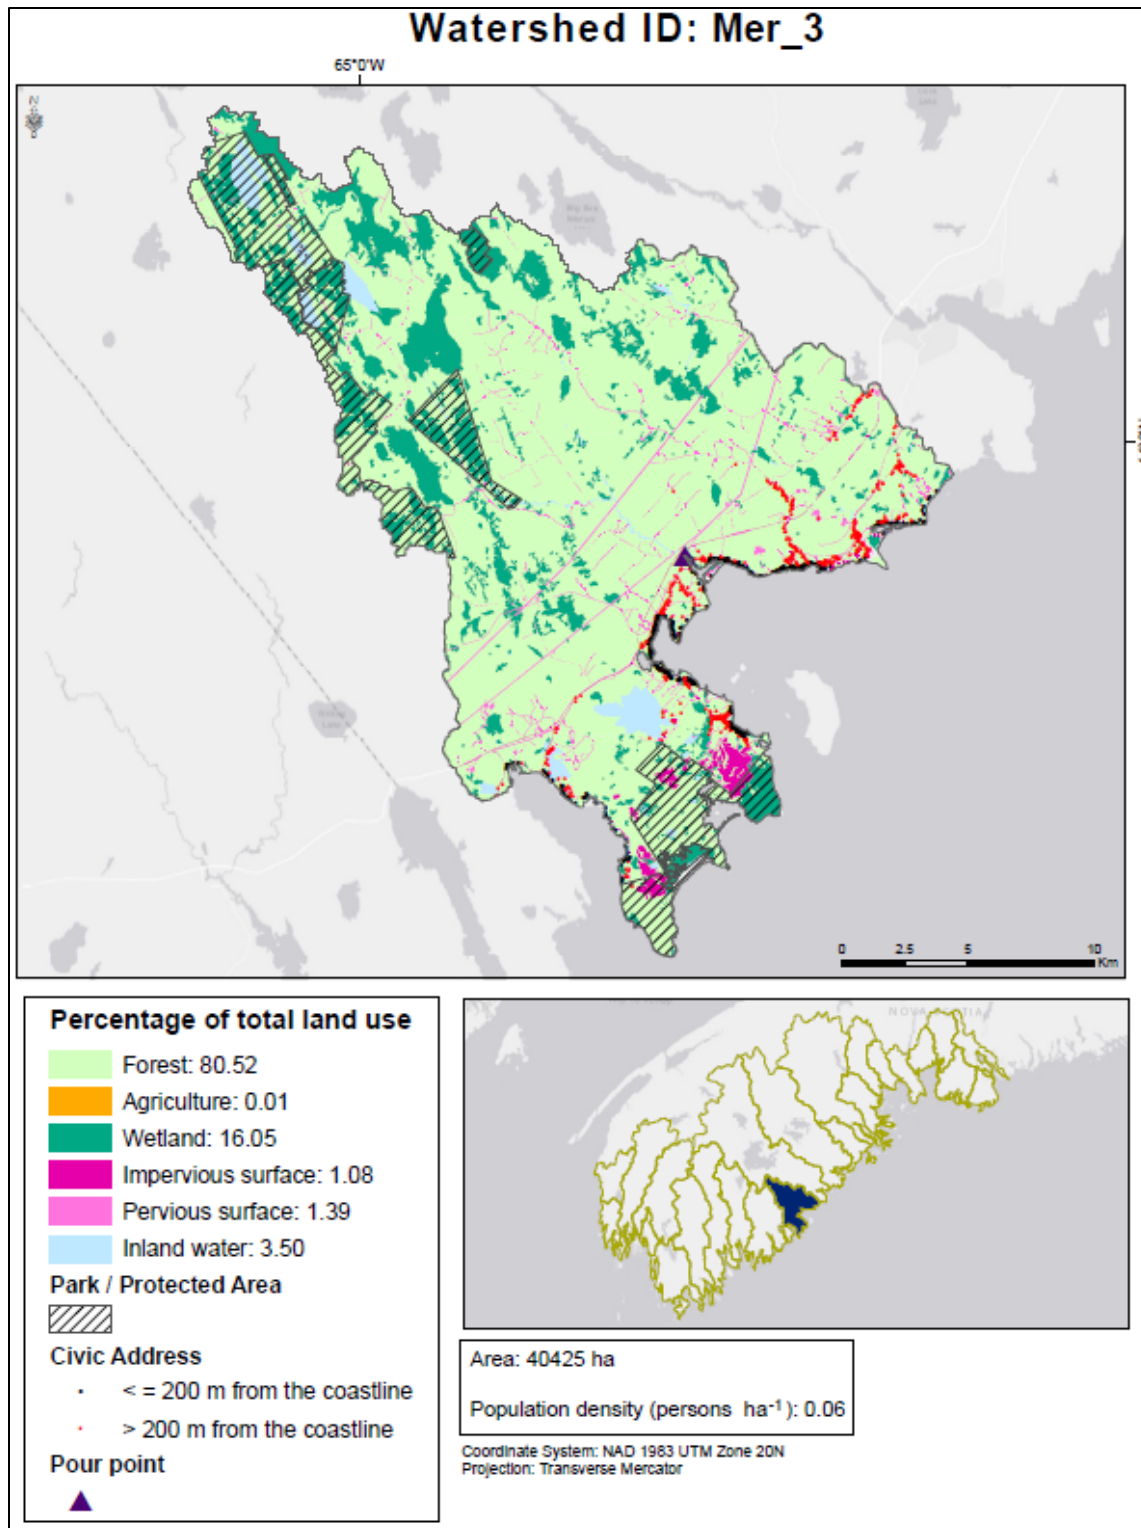 Watershed ID: Mer_3
65°0'W
N
0 2.5 5 10
Km
Percentage of total land use
Forest: 80.52
Agriculture: 0.01
Wetland: 16.05
Impervious surface: 1.08
Pervious surface: 1.39
Inland water: 3.50
Park / Protected Area
Civic Address
< = 200 m from the coastline
> 200 m from the coastline
Pour point
NOVA SCOTIA
Area: 40425 ha
Population density (persons ha-1): 0.06
Coordinate System: NAD 1983 UTM Zone 20N
Projection: Transverse Mercator